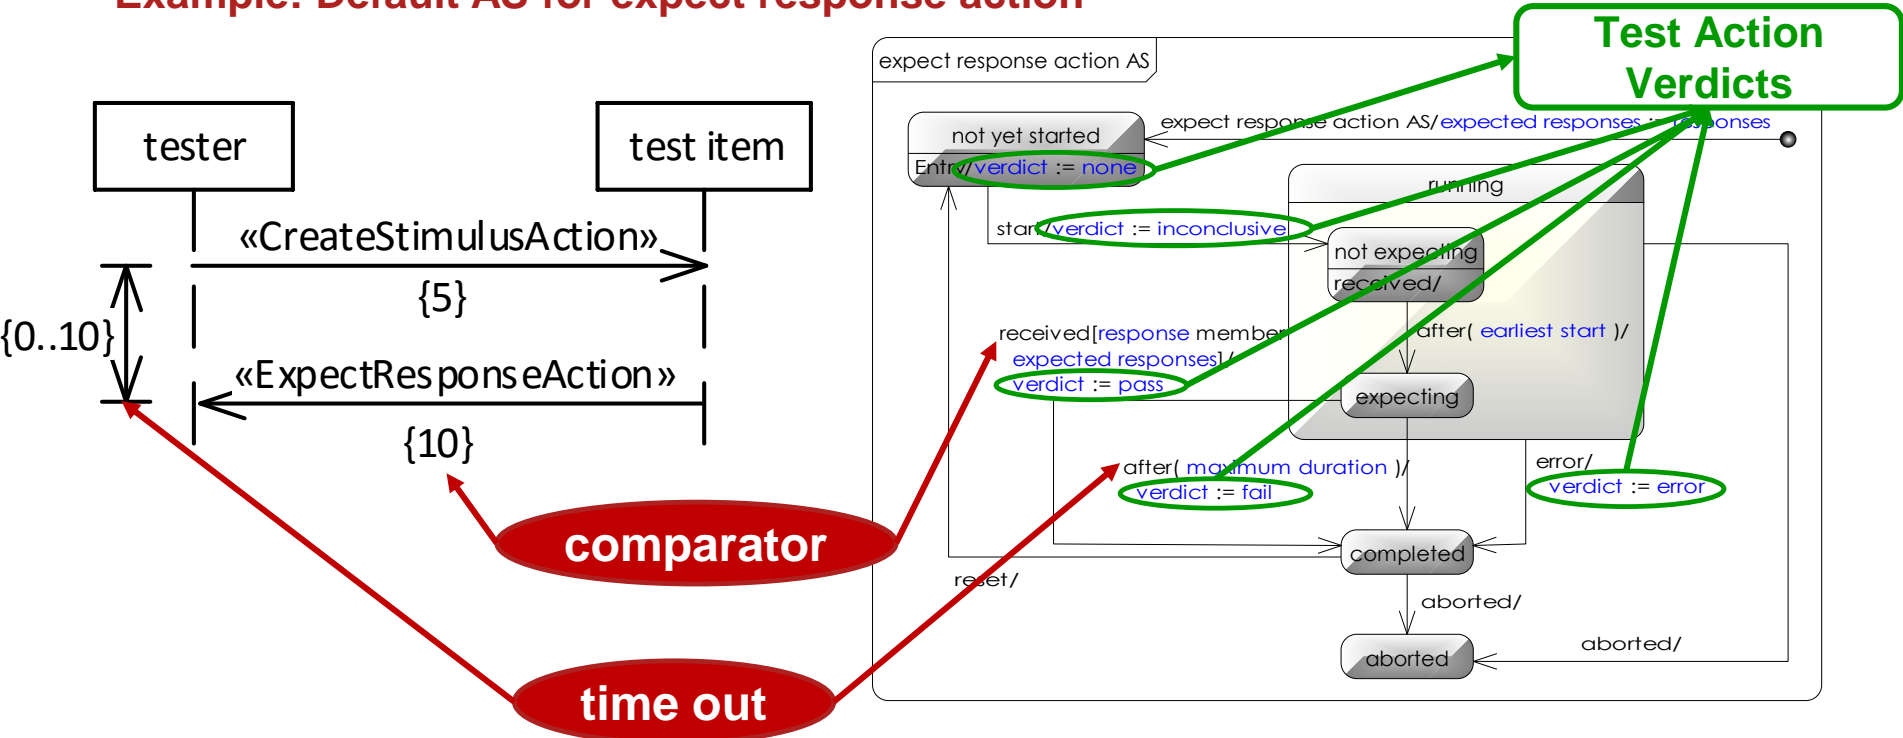 Example: Default AS for expect response action
Test Action
Verdicts
expect response action AS
tester
test item
not yet started
Entry/verdict := none
expect response action AS/expected responses := responses
running
«CreateStimulusAction»
{5}
start/verdict := inconclusive
not expecting
received/
{0..10}
received[response member
expected responses]/
verdict := pass
after( earliest start )/
«ExpectResponseAction»
{10}
expecting
after( maximum duration )/
verdict := fail
error/
verdict := error
comparator
completed
reset/
aborted/
aborted/
aborted
time out